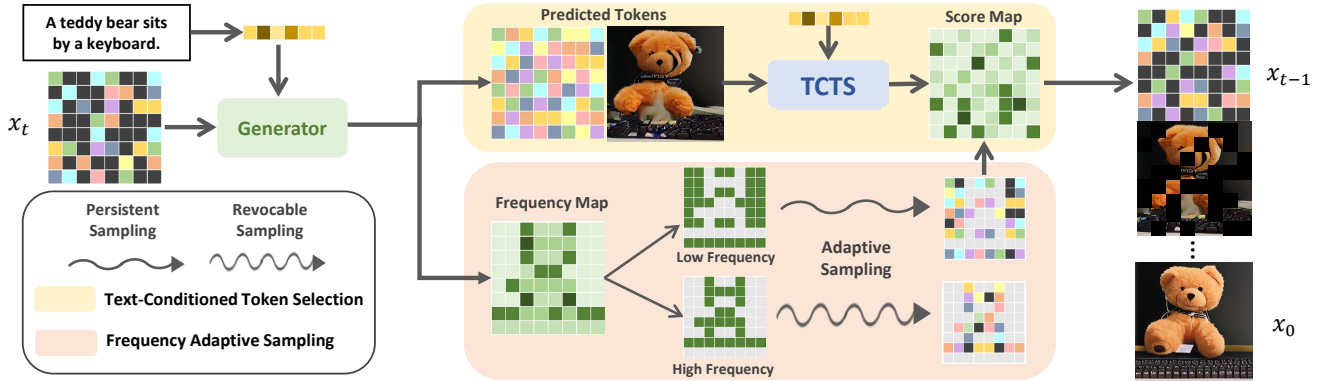 A teddy bear sits
by a keyboard.
x_t
Generator
Persistent
Sampling
Revocable
Sampling
Text-Conditioned Token Selection
Frequency Adaptive Sampling
Predicted Tokens
TCTS
Score Map
Frequency Map
Low Frequency
High Frequency
Adaptive
Sampling
x_{t-1}
⋮
x_0